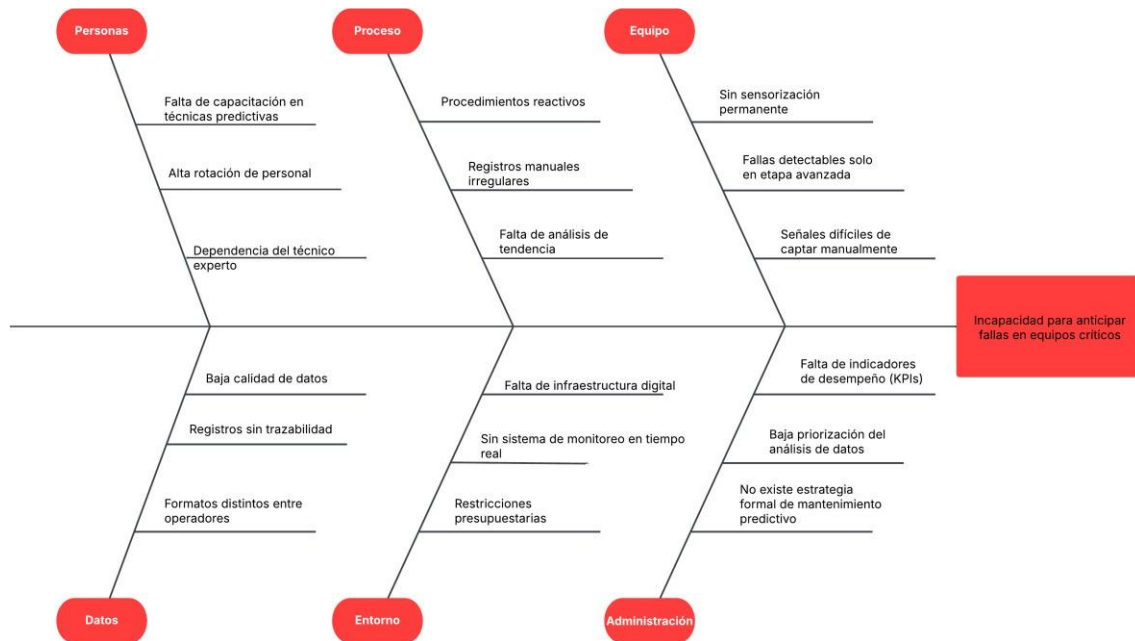 Personas
Proceso
Equipo
Falta de capacitación en
técnicas predictivas
Alta rotación de personal
Dependencia del técnico
experto
Procedimientos reactivos
Registros manuales
irregulares
Falta de análisis de
tendencia
Sin sensorización
permanente
Fallas detectables solo
en etapa avanzada
Señales difíciles de
captar manualmente
Incapacidad para anticipar
fallas en equipos críticos
Baja calidad de datos
Registros sin trazabilidad
Formatos distintos entre
operadores
Falta de infraestructura digital
Sin sistema de monitoreo en tiempo
real
Restricciones
presupuestarias
Falta de indicadores
de desempeño (KPIs)
Baja priorización del
análisis de datos
No existe estrategia
formal de mantenimiento
predictivo
Datos
Entorno
Administración